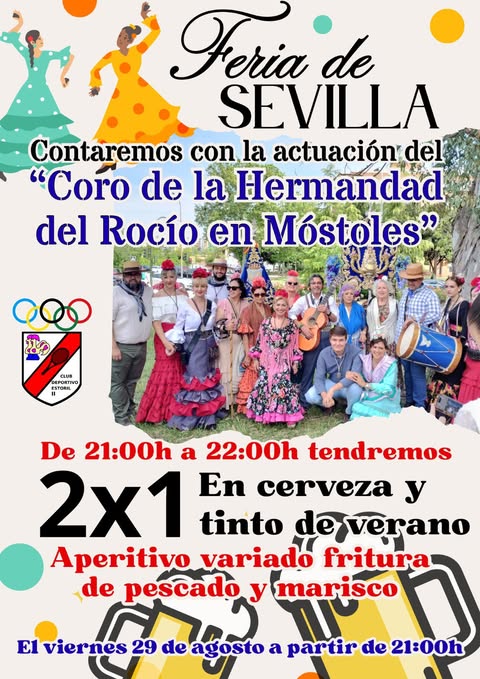 Feria de
SEVILLA
Contaremos con la actuación del
“Coro de la Hermandad
del Rocío en Móstoles”
CLUB
DEPORTIVO
ESTORIL
II
De 21:00h a 22:00h tendremos
2x1
En cerveza y
tinto de verano
Aperitivo variado fritura
de pescado y marisco
El viernes 29 de agosto a partir de 21:00h